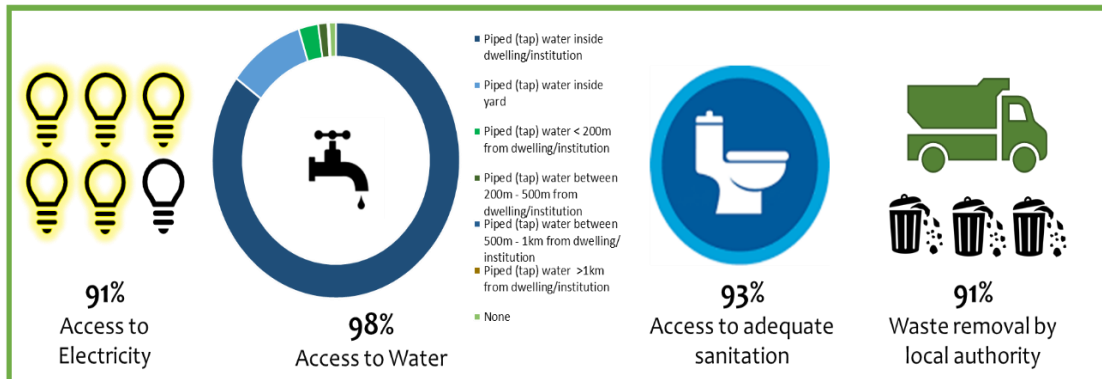 91%
Access to
Electricity
98%
Access to Water
Piped (tap) water inside
dwelling/institution
Piped (tap) water inside
yard
Piped (tap) water < 200m
from dwelling/institution
Piped (tap) water between
200m - 500m from
dwelling/institution
Piped (tap) water between
500m - 1km from dwelling/
institution
Piped (tap) water >1km
from dwelling/institution
None
93%
Access to adequate
sanitation
91%
Waste removal by
local authority